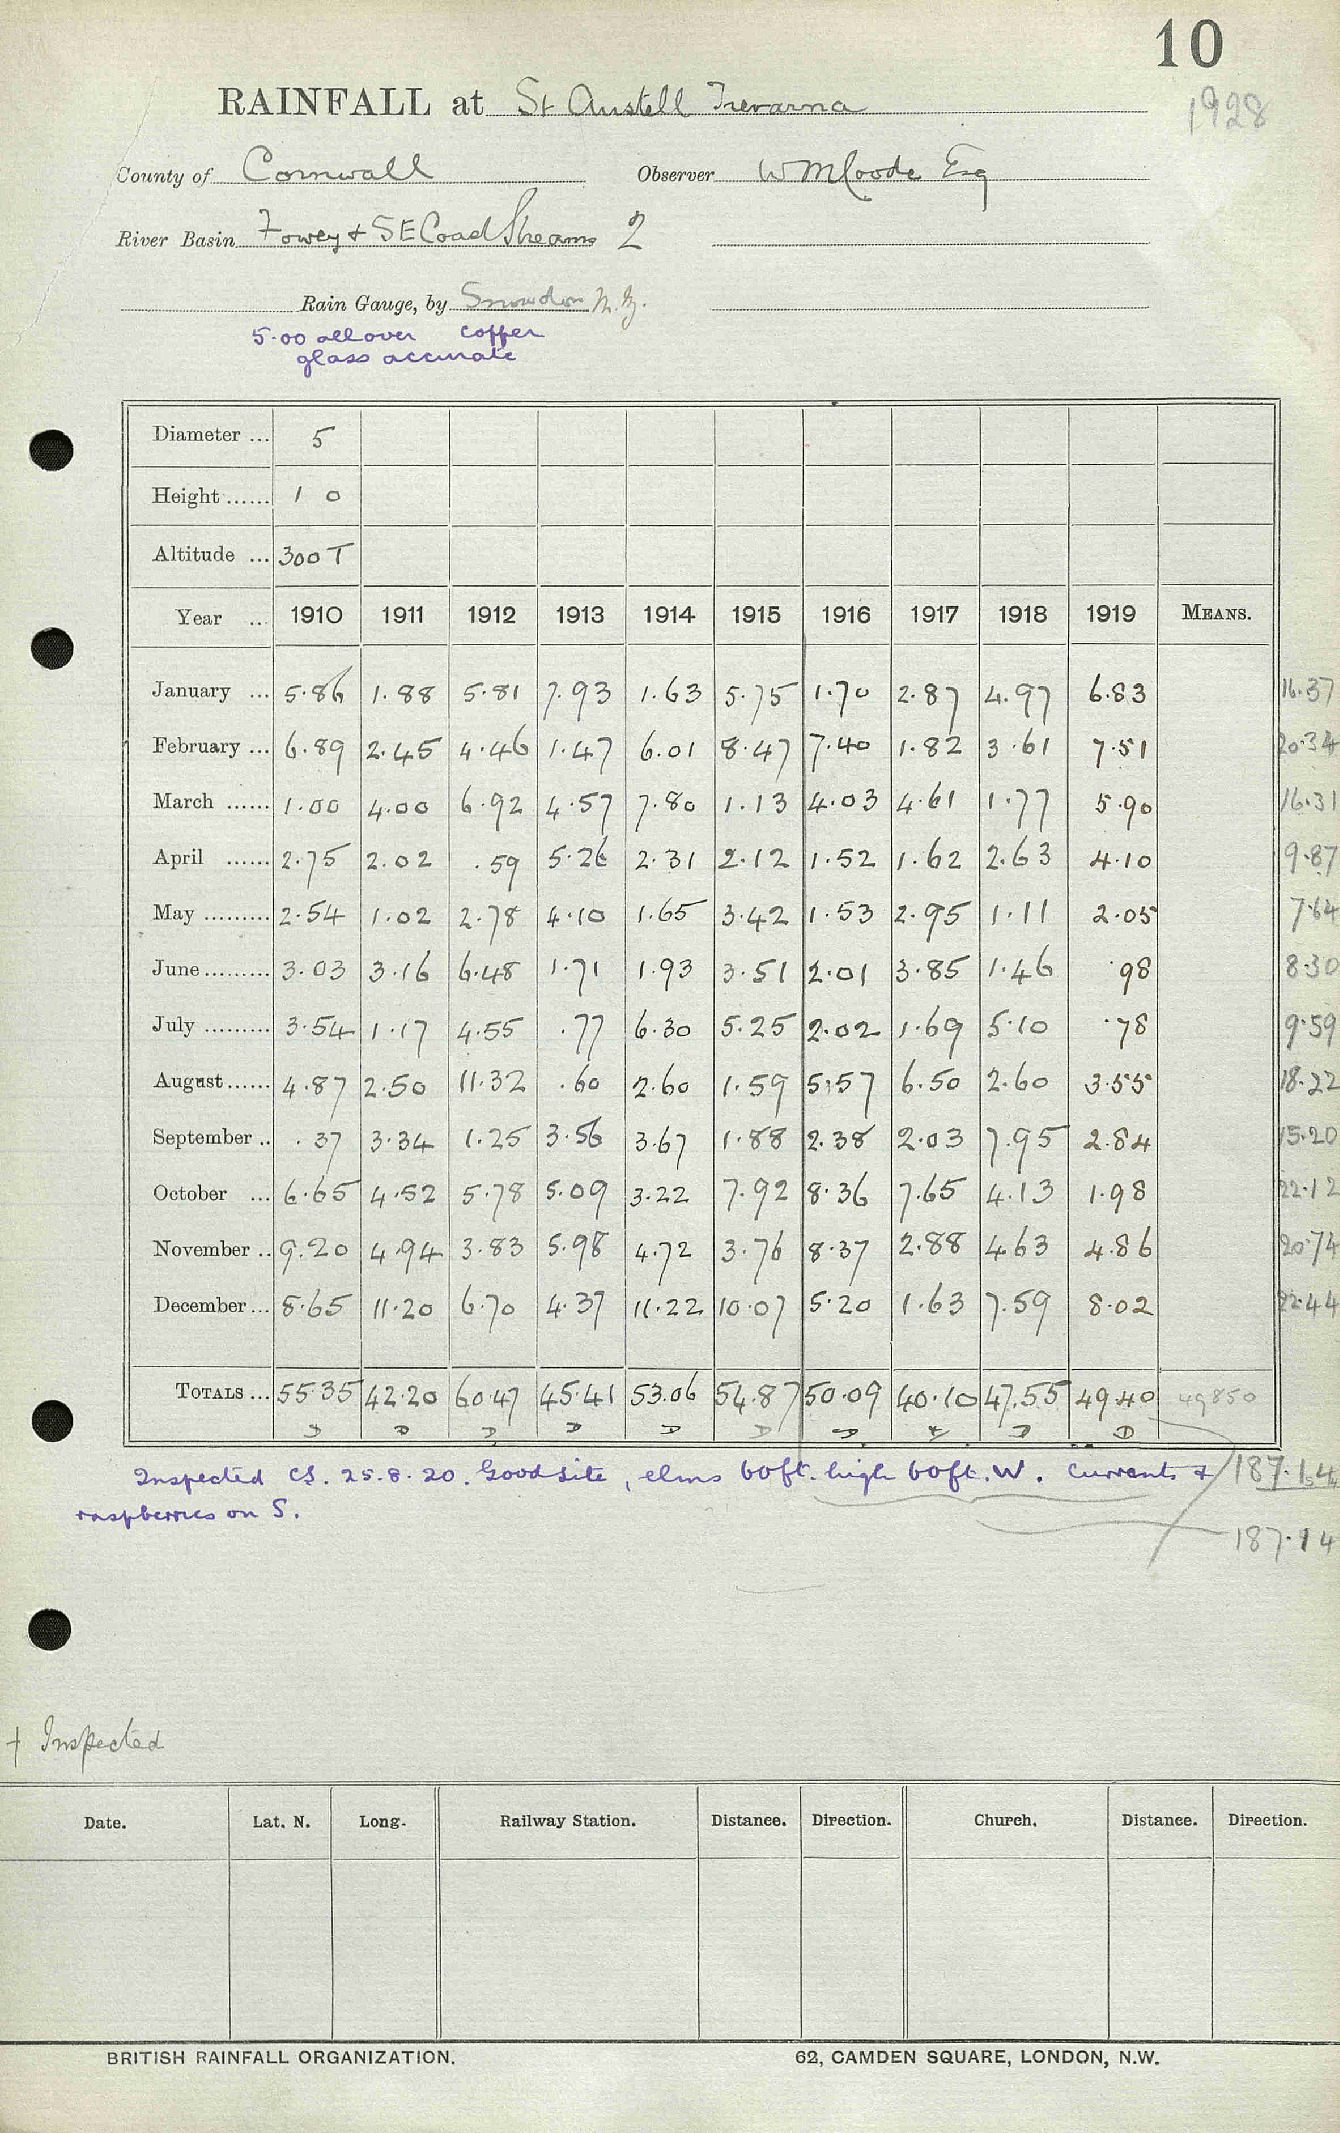 10
RAINFALL at St Austell Trevarna
1928
County of Cornwall Observer W M Coode Esq
River Basin Fowey + SE Coast Streams 2
Rain Gauge, by Snowdon
5.00 all over copper
glass accurate
Diameter ... 5
Height ...... 1 0
Altitude ... 300 T
Year ... 1910 1911 1912 1913 1914 1915 1916 1917 1918 1919 MEANS.
January ... 5.86 1.88 5.81 7.93 1.63 5.75 1.70 2.87 4.97 6.83 16.37
February ... 6.89 2.45 4.46 1.47 6.01 8.47 7.40 1.82 3.61 7.51 20.34
March ...... 1.00 4.00 6.92 4.57 7.80 1.13 4.03 4.61 1.77 5.90 16.31
April ...... 2.75 2.02 .59 5.26 2.31 2.12 1.52 1.62 2.63 4.10 9.87
May ......... 2.54 1.02 2.78 4.10 1.65 3.42 1.53 2.95 1.11 2.05 7.64
June ......... 3.03 3.16 6.48 1.71 1.93 3.51 2.01 3.85 1.46 .98 8.30
July ......... 3.54 1.17 4.55 .77 6.30 5.25 2.02 1.69 5.10 .78 9.59
August ...... 4.87 2.50 11.32 .60 2.60 1.59 5.57 6.50 2.60 3.55 18.22
September .. .37 3.34 1.25 3.56 3.67 1.88 2.38 2.03 7.95 2.84 15.20
October ... 6.65 4.52 5.78 5.09 3.22 7.92 8.36 7.65 4.13 1.98 22.12
November .. 9.20 4.94 3.83 5.98 4.72 3.76 8.37 2.88 4.63 4.86 20.74
December ... 8.65 11.20 6.70 4.37 11.22 10.07 5.20 1.63 7.59 8.02 22.44
TOTALS ... 55.35 42.20 60.47 45.41 53.06 54.87 50.09 40.10 47.55 49.40 49850
Inspected CS. 25.8.20. Good site, elms 60ft. high 60ft. W. Currents + 187.14
raspberries on S.
187.14
+ Inspected
Date. Lat. N. Long. Railway Station. Distance. Direction. Church. Distance. Direction.
BRITISH RAINFALL ORGANIZATION. 62, CAMDEN SQUARE, LONDON, N.W.